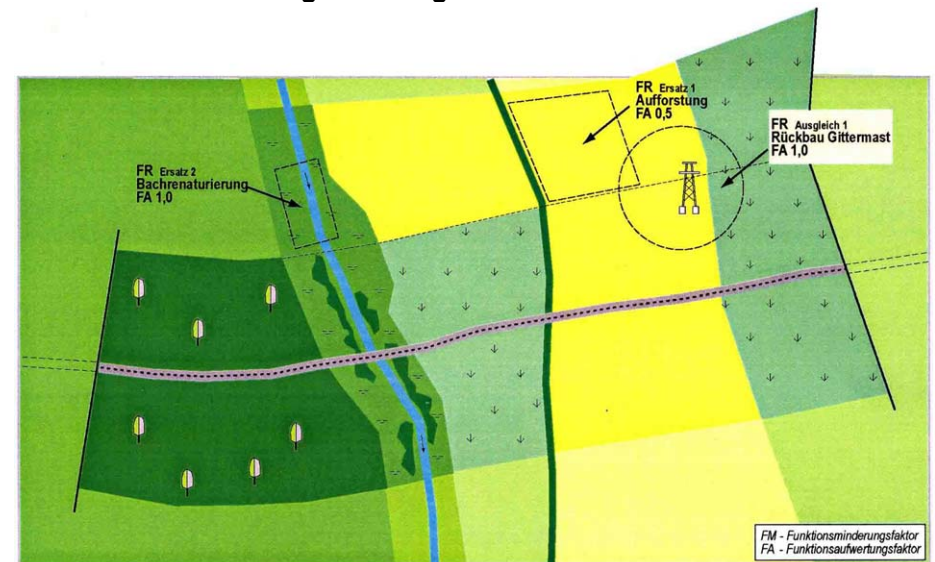 FR Ersatz 1
Aufforstung
FA 0,5
FR Ausgleich 1
Rückbau Gittermast
FA 1,0
FR Ersatz 2
Bachrenaturierung
FA 1,0
FM - Funktionsminderungsfaktor
FA - Funktionsaufwertungsfaktor